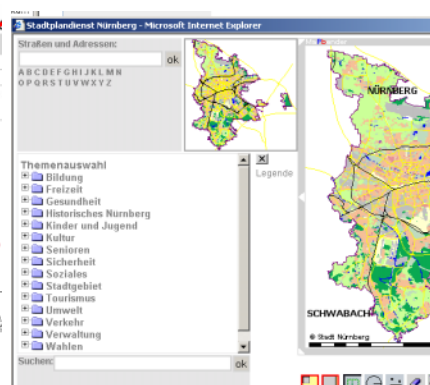 Stadtplandienst Nürnberg - Microsoft Internet Explorer
Straßen und Adressen:
ok
A B C D E F G H I J K L M N
O P Q R S T U V W X Y Z
NÜRNBERG
Themenauswahl
Legende
Bildung
Freizeit
Gesundheit
Historisches Nürnberg
Kinder und Jugend
Kultur
Senioren
Sicherheit
Soziales
Stadtgebiet
Tourismus
Umwelt
Verkehr
Verwaltung
Wahlen
SCHWABACH
© Stadt Nürnberg
Suchen:
ok